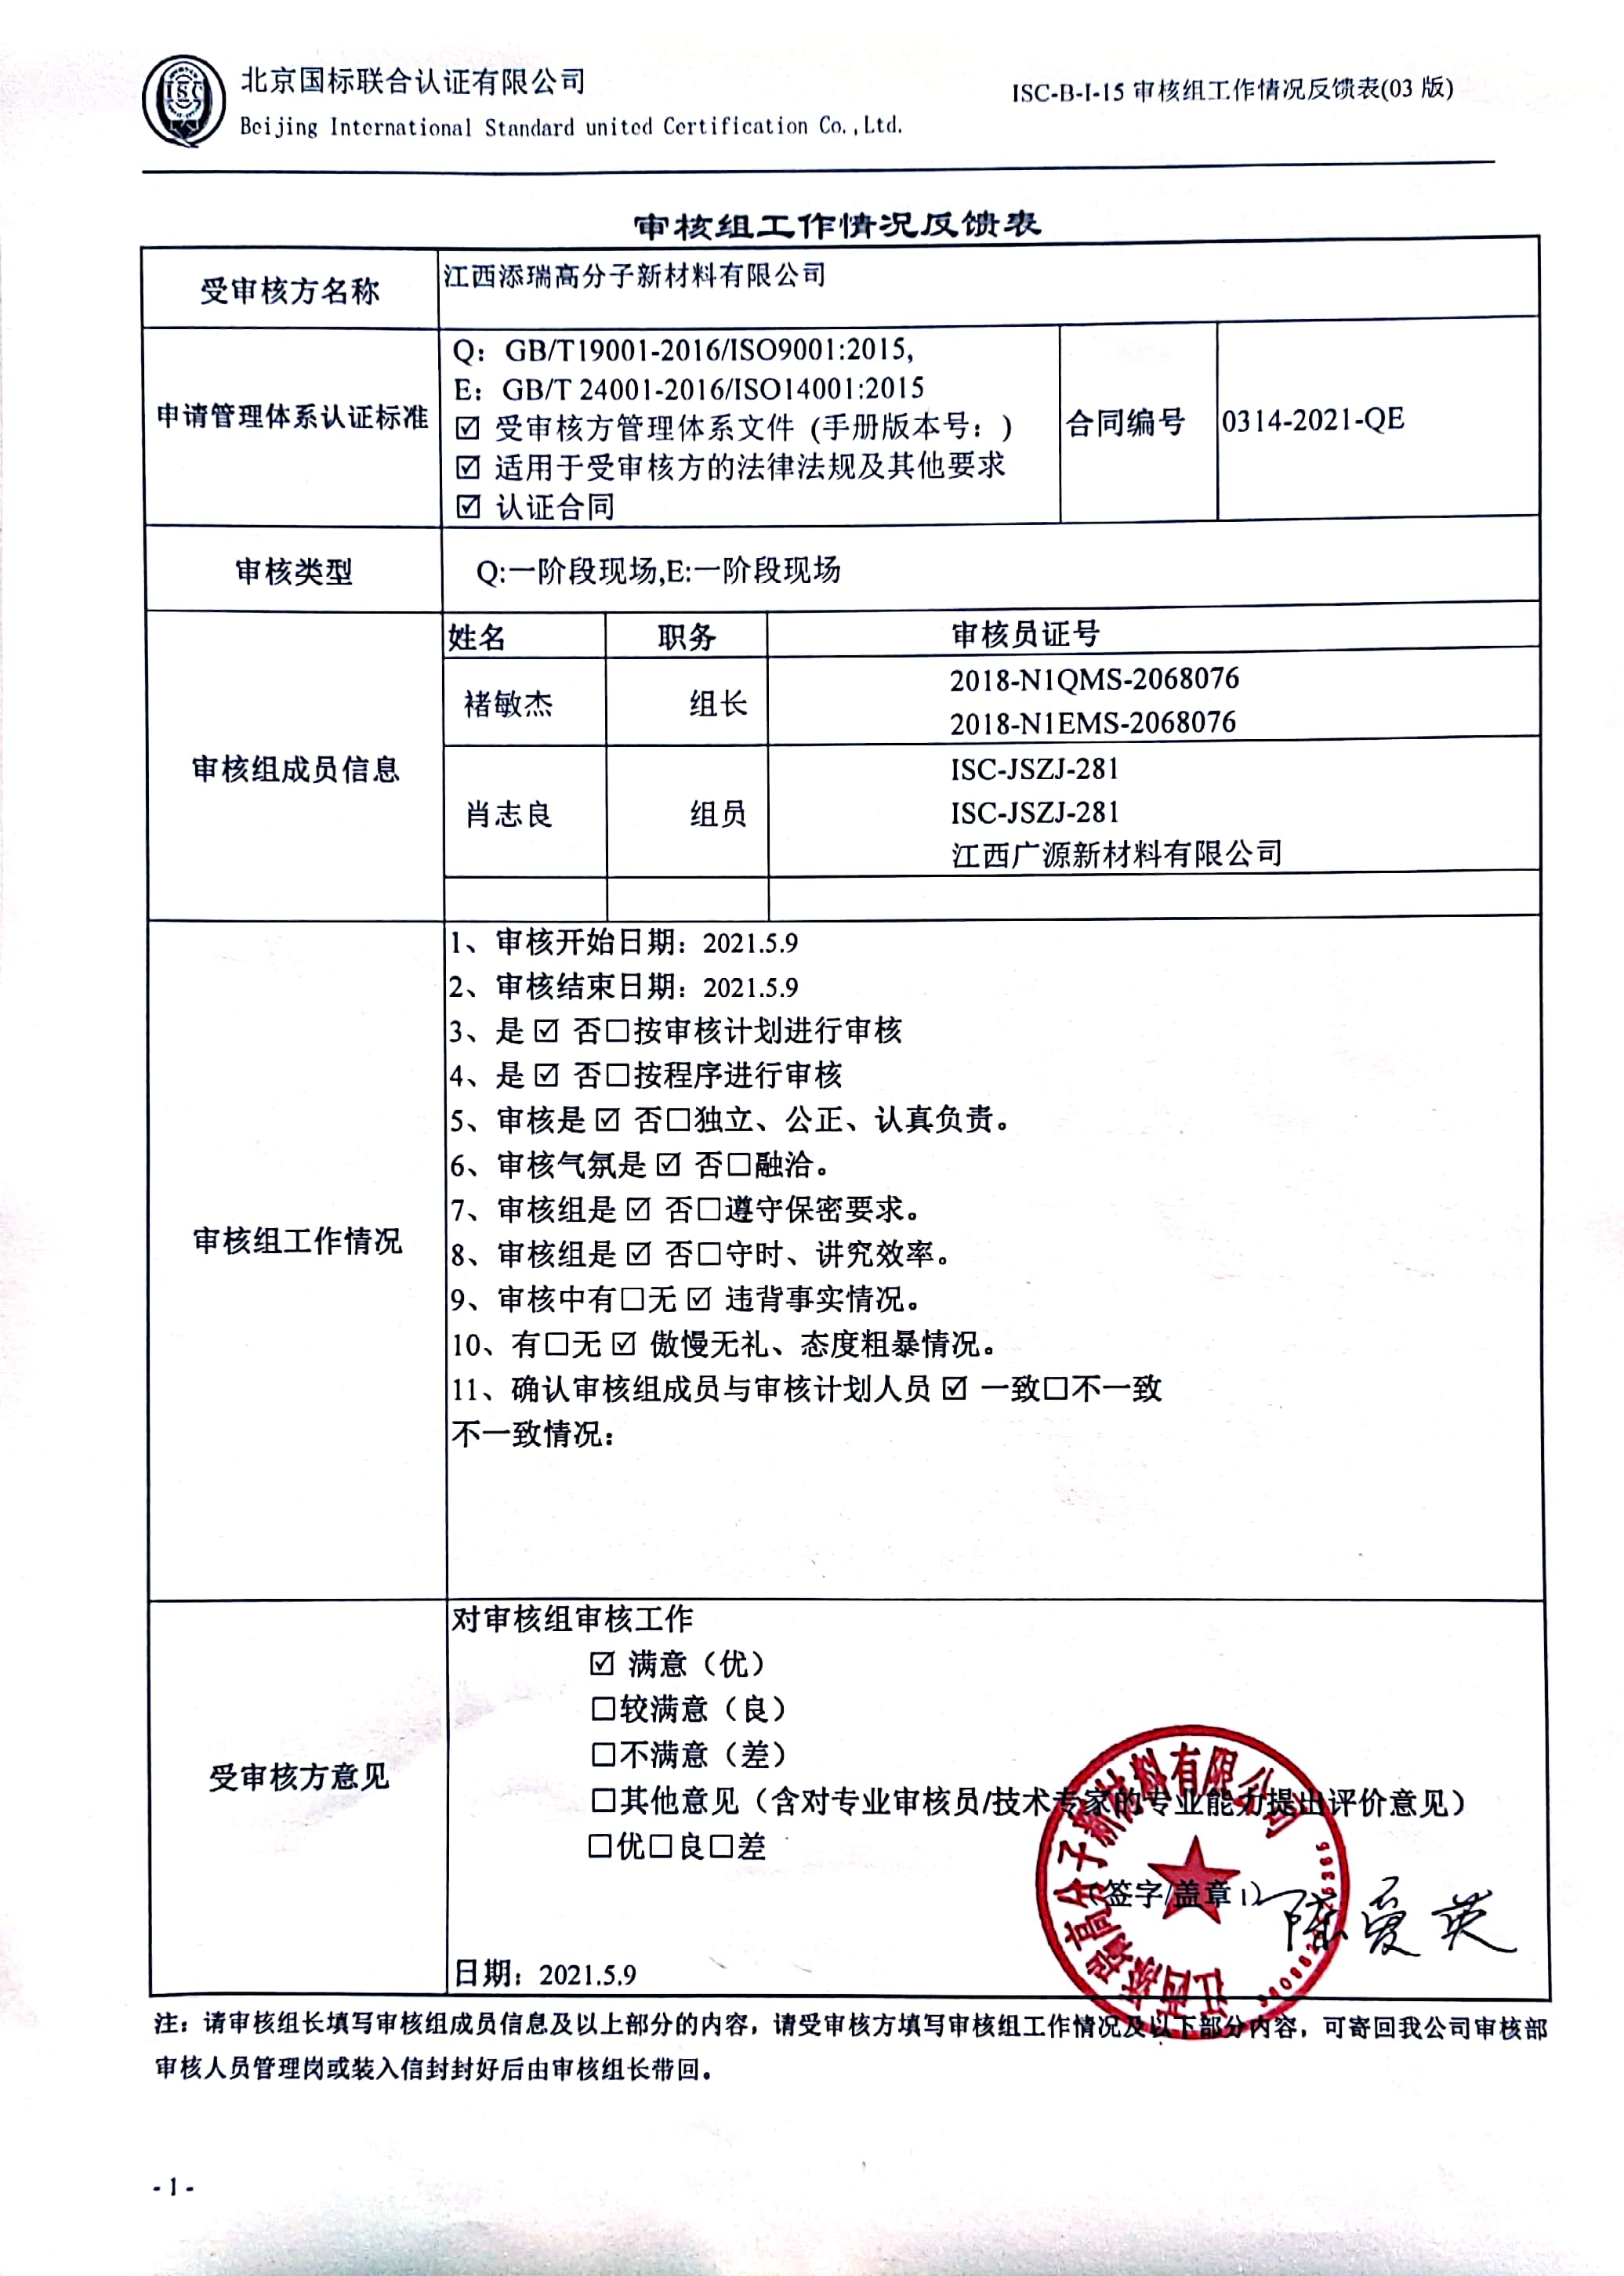 北京国标联合认证有限公司
Beijing International Standard united Certification Co.,Ltd.
ISC-B-I-15 审核组工作情况反馈表(03 版)
审核组工作情况反馈表
受审核方名称
江西添瑞高分子新材料有限公司
申请管理体系认证标准
Q：GB/T19001-2016/ISO9001:2015,
E：GB/T 24001-2016/ISO14001:2015
☑ 受审核方管理体系文件（手册版本号：）
☑ 适用于受审核方的法律法规及其他要求
☑ 认证合同
合同编号
0314-2021-QE
审核类型
Q:一阶段现场,E:一阶段现场
审核组成员信息
姓名 职务 审核员证号
褚敏杰 组长
2018-N1QMS-2068076
2018-N1EMS-2068076
肖志良 组员
ISC-JSZJ-281
ISC-JSZJ-281
江西广源新材料有限公司
审核组工作情况
1、审核开始日期：2021.5.9
2、审核结束日期：2021.5.9
3、是 ☑ 否□按审核计划进行审核
4、是 ☑ 否□按程序进行审核
5、审核是 ☑ 否□独立、公正、认真负责。
6、审核气氛是 ☑ 否□融洽。
7、审核组是 ☑ 否□遵守保密要求。
8、审核组是 ☑ 否□守时、讲究效率。
9、审核中有□无 ☑ 违背事实情况。
10、有□无 ☑ 傲慢无礼、态度粗暴情况。
11、确认审核组成员与审核计划人员 ☑ 一致□不一致
不一致情况：
受审核方意见
对审核组审核工作
☑ 满意（优）
□较满意（良）
□不满意（差）
□其他意见（含对专业审核员/技术专家的专业能力提出评价意见）
□优□良□差
（签字/盖章）
陈爱英
江西添瑞高分子新材料有限公司
日期：2021.5.9
注：请审核组长填写审核组成员信息及以上部分的内容，请受审核方填写审核组工作情况及以下部分内容，可寄回我公司审核部
审核人员管理岗或装入信封封好后由审核组长带回。
- 1 -